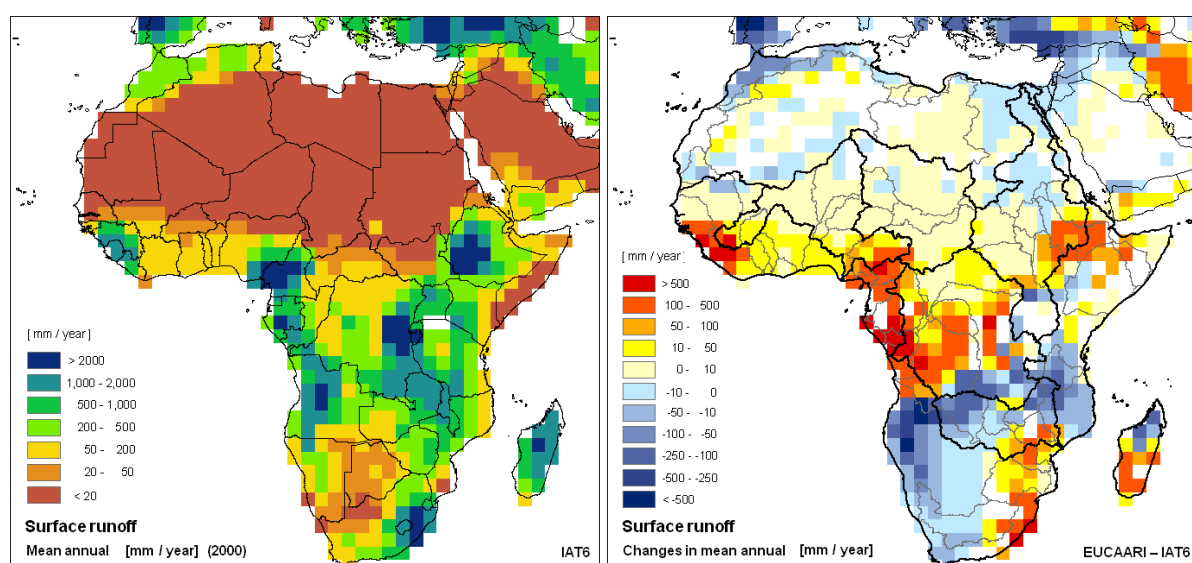 [ mm / year ]
> 2000
1,000 - 2,000
500 - 1,000
200 - 500
50 - 200
20 - 50
< 20
Surface runoff
Mean annual [mm / year] (2000)
IAT6
[ mm / year ]
> 500
100 - 500
50 - 100
10 - 50
0 - 10
-10 - 0
-50 - -10
-100 - -50
-250 - -100
-500 - -250
< -500
Surface runoff
Changes in mean annual [mm / year]
EUCAARI – IAT6